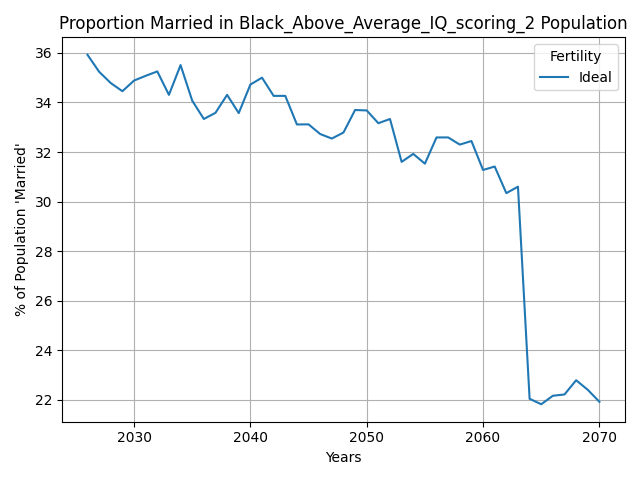 Proportion Married in Black_Above_Average_IQ_scoring_2 Population
% of Population 'Married'
36
34
32
30
28
26
24
22
Fertility
Ideal
2030 2040 2050 2060 2070
Years